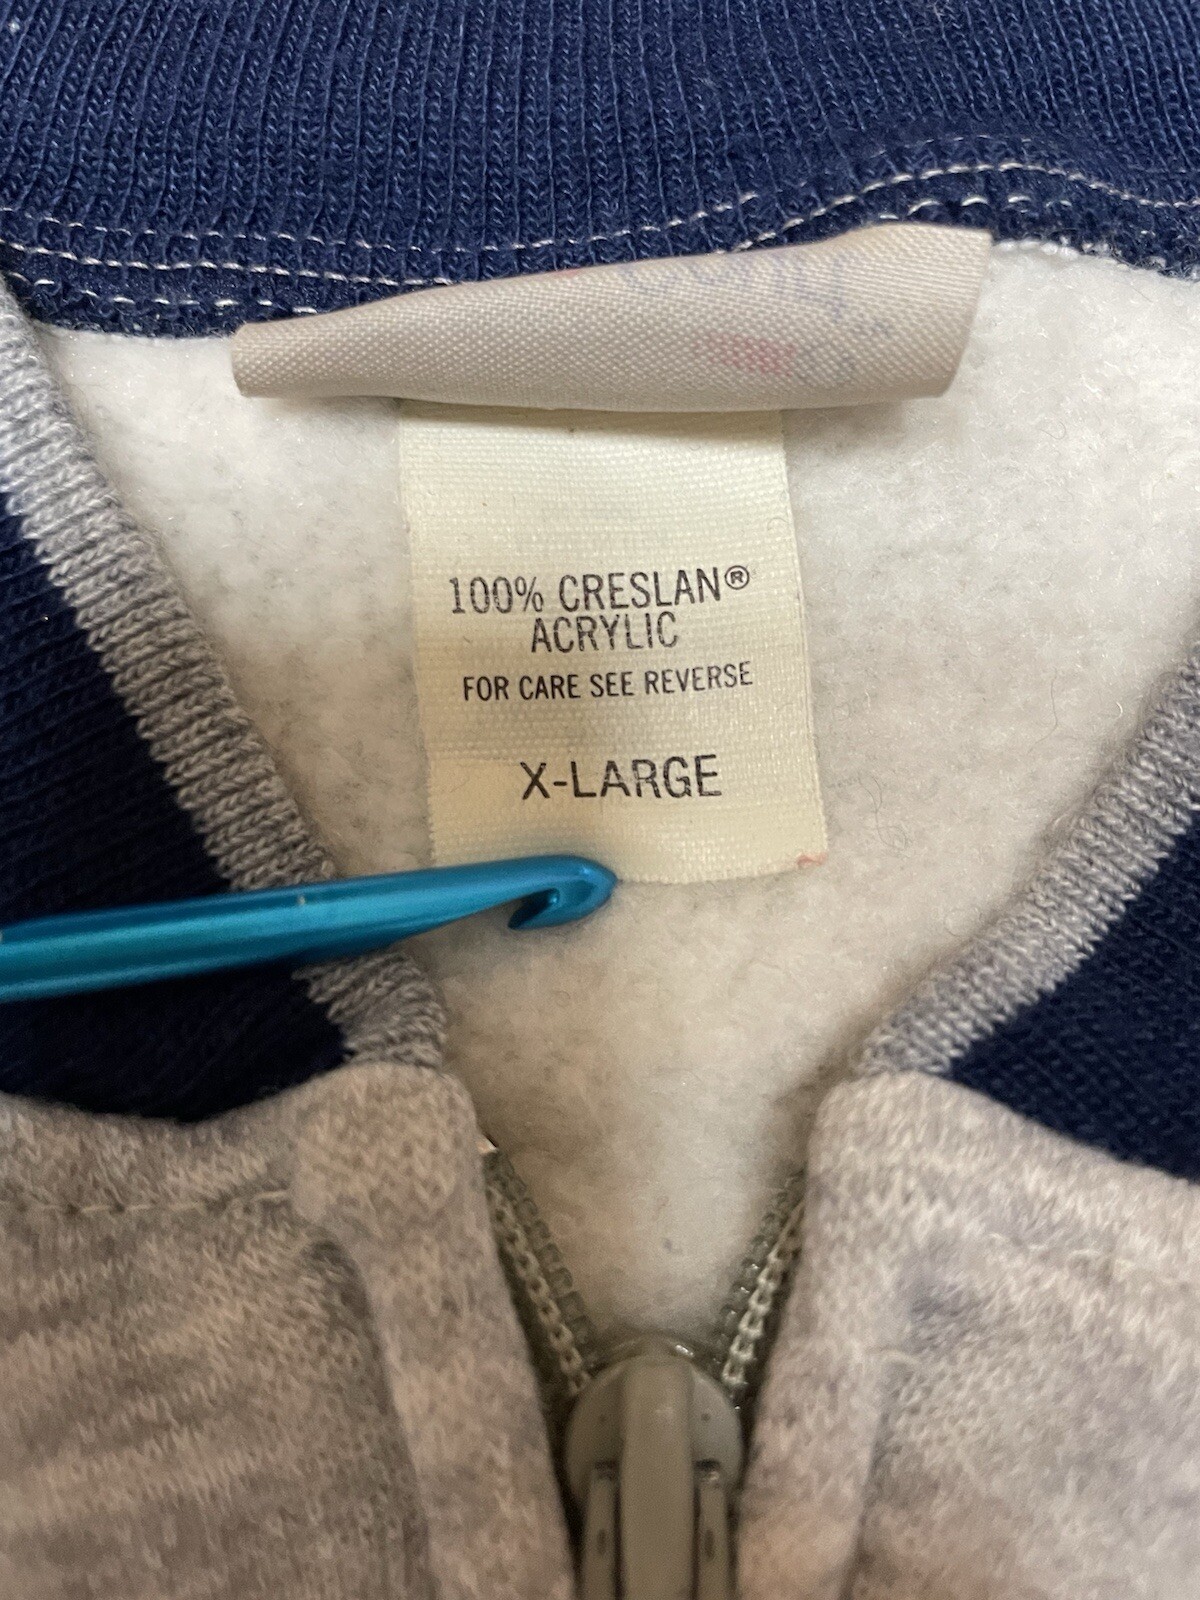 100% CRESLAN®
ACRYLIC
FOR CARE SEE REVERSE
X-LARGE